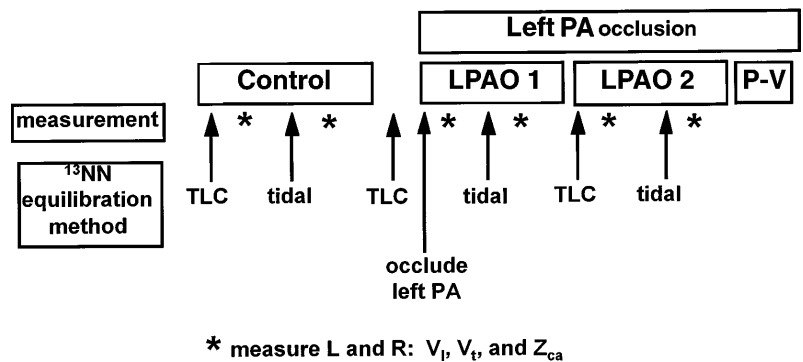 Left PA occlusion
Control LPAO 1 LPAO 2 P-V
measurement * * * * * *
¹³NN
equilibration
method
TLC tidal TLC tidal TLC tidal
occlude
left PA
* measure L and R: Vₗ, Vₜ, and Z_ca